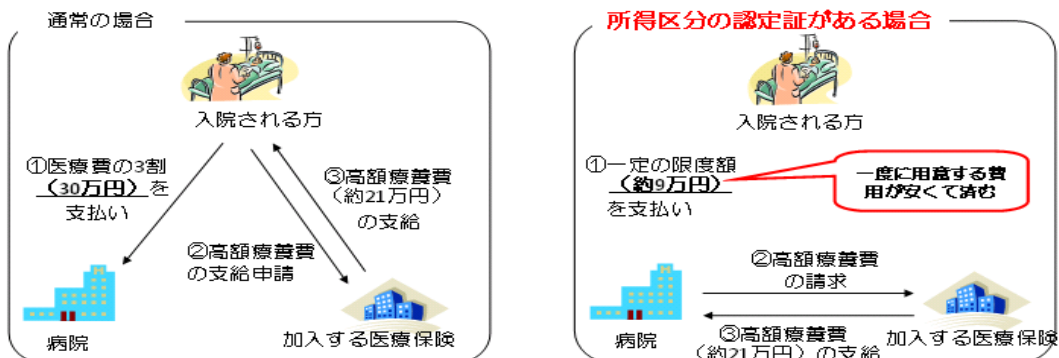 通常の場合
入院される方
①医療費の3割
（30万円）を
支払い
③高額療養費
（約21万円）
の支給
②高額療養費
の支給申請
病院
加入する医療保険
所得区分の認定証がある場合
入院される方
①一定の限度額
（約9万円）
を支払い
一度に用意する費
用が安くて済む
②高額療養費
の請求
病院
加入する医療保険
③高額療養費
（約21万円）の支給